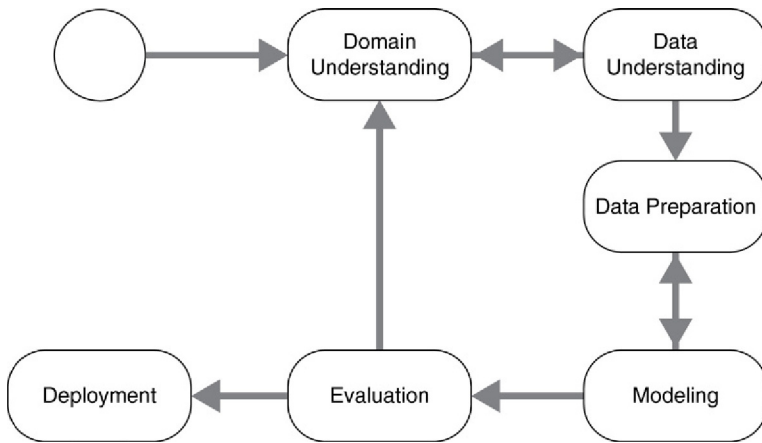 Domain
Understanding
Data
Understanding
Data Preparation
Deployment
Evaluation
Modeling